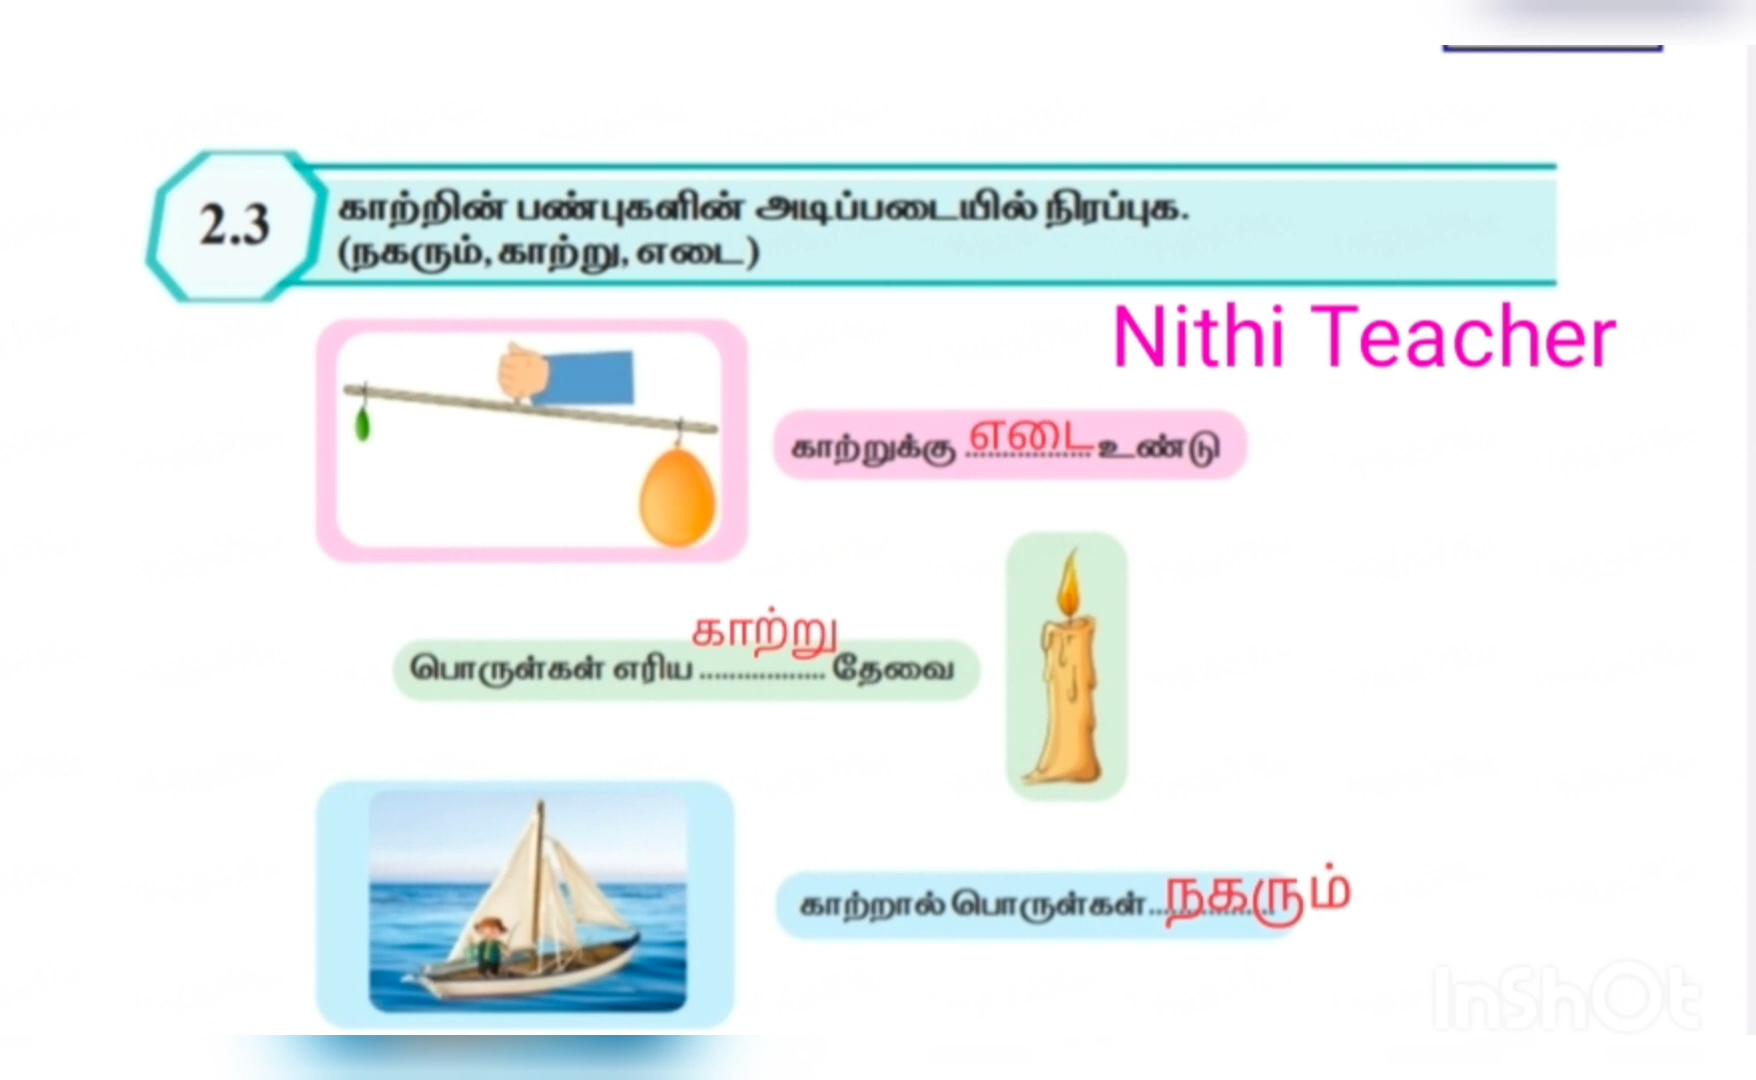 2.3
காற்றின் பண்புகளின் அடிப்படையில் நிரப்புக.
(நகரும், காற்று, எடை)
Nithi Teacher
காற்றுக்கு எடை உண்டு
காற்று
பொருள்கள் எரிய ................. தேவை
காற்றால் பொருள்கள் நகரும்
InShOt